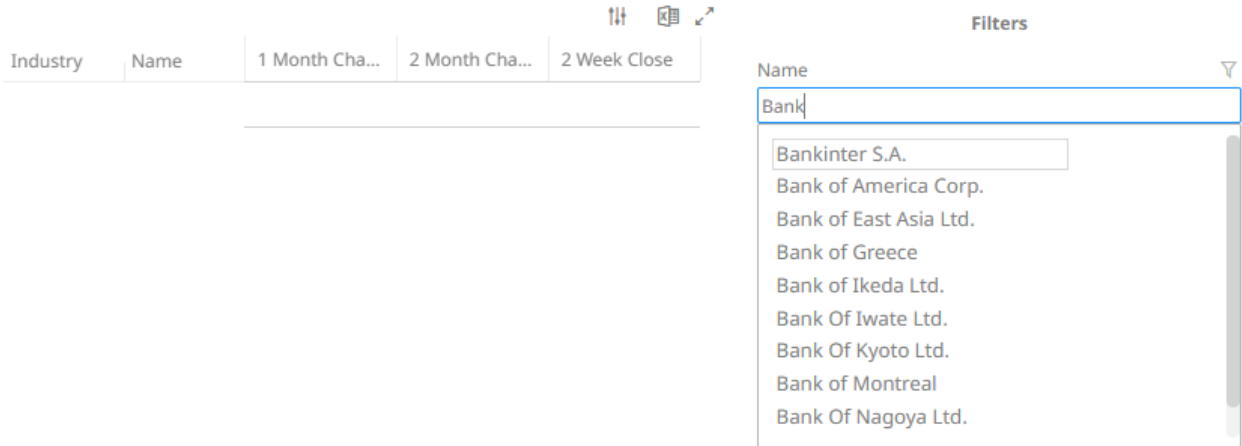 Filters
Industry Name 1 Month Cha... 2 Month Cha... 2 Week Close
Name
Bank
Bankinter S.A.
Bank of America Corp.
Bank of East Asia Ltd.
Bank of Greece
Bank of Ikeda Ltd.
Bank Of Iwate Ltd.
Bank Of Kyoto Ltd.
Bank of Montreal
Bank Of Nagoya Ltd.